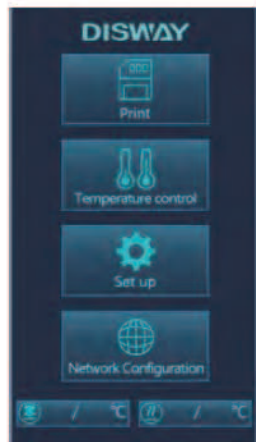 DISWAY
Print
Temperature control
Set up
Network Configuration
/ ℃ / ℃